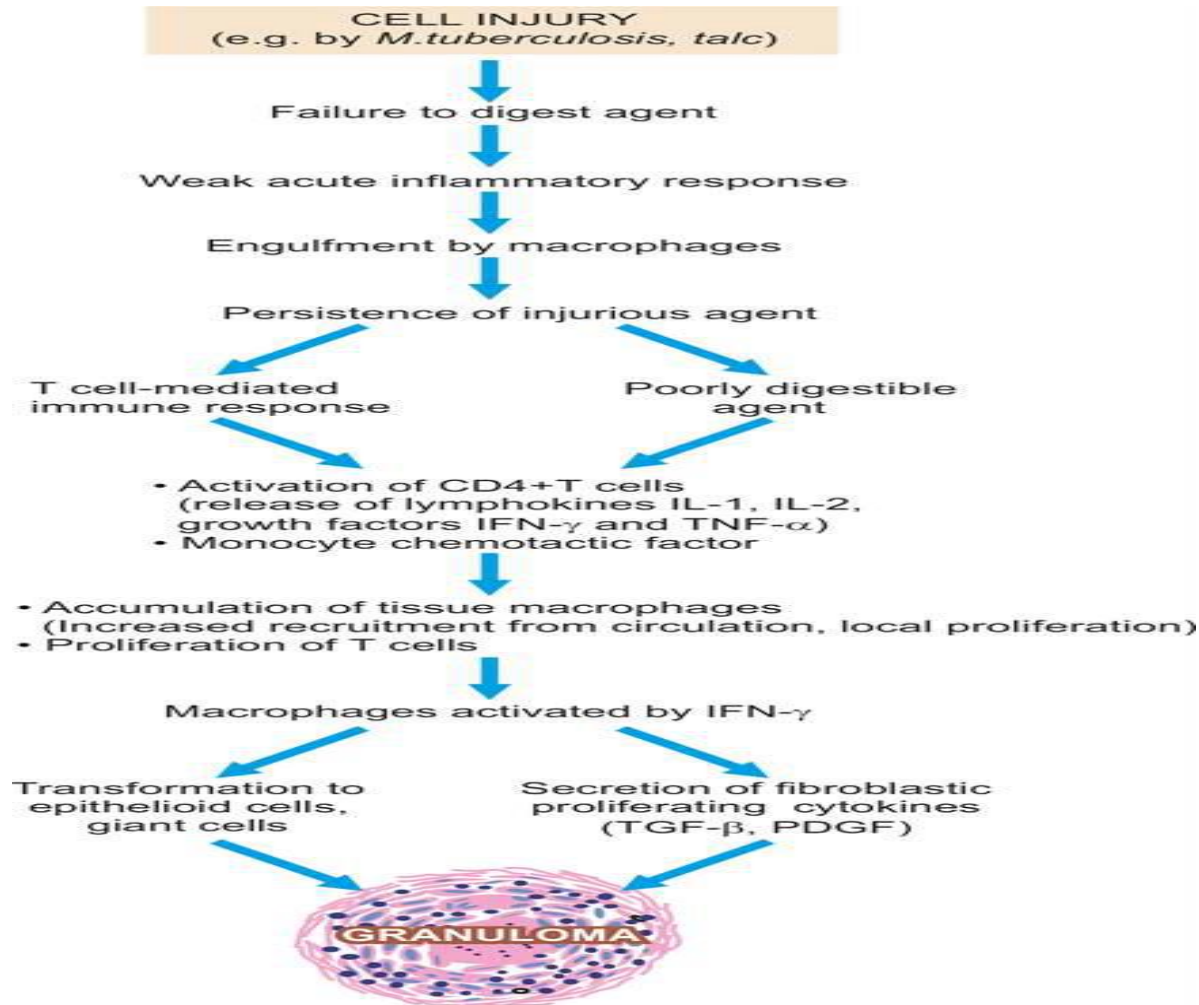 CELL INJURY
(e.g. by M.tuberculosis, talc)
Failure to digest agent
Weak acute inflammatory response
Engulfment by macrophages
Persistence of injurious agent
T cell-mediated
immune response
Poorly digestible
agent
• Activation of CD4+T cells
(release of lymphokines IL-1, IL-2,
growth factors IFN-γ and TNF-α)
• Monocyte chemotactic factor
• Accumulation of tissue macrophages
(Increased recruitment from circulation, local proliferation)
• Proliferation of T cells
Macrophages activated by IFN-γ
Transformation to
epithelioid cells,
giant cells
Secretion of fibroblastic
proliferating cytokines
(TGF-β, PDGF)
GRANULOMA